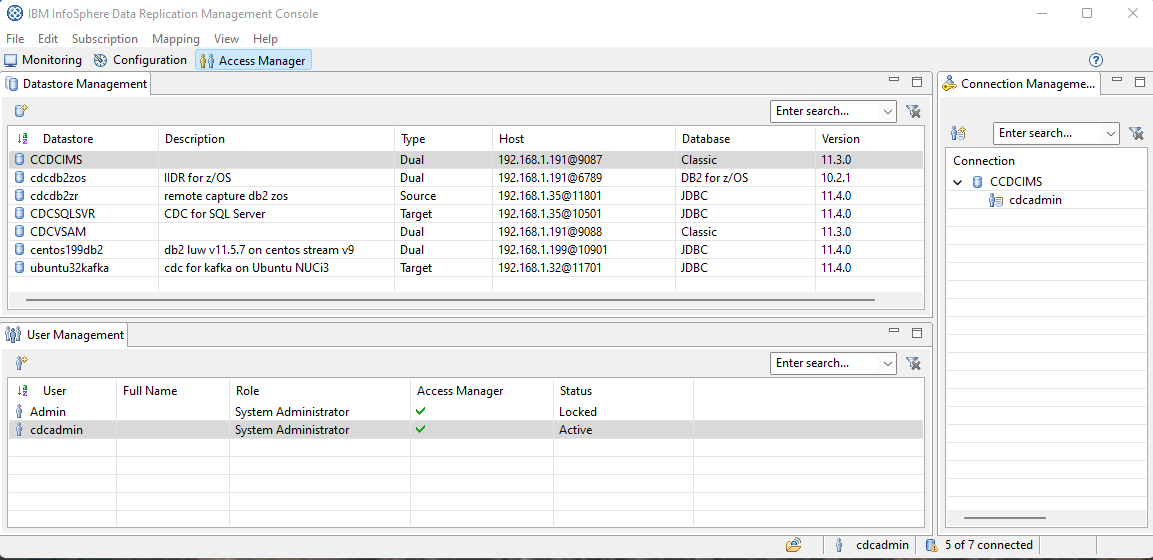 IBM InfoSphere Data Replication Management Console
File Edit Subscription Mapping View Help
Monitoring Configuration Access Manager
Datastore Management
Enter search...
Datastore Description Type Host Database Version
CCDCIMS Dual 192.168.1.191@9087 Classic 11.3.0
cdcdb2zos IIDR for z/OS Dual 192.168.1.191@6789 DB2 for z/OS 10.2.1
cdcdb2zr remote capture db2 zos Source 192.168.1.35@11801 JDBC 11.4.0
CDCSQLSVR CDC for SQL Server Target 192.168.1.35@10501 JDBC 11.4.0
CDCVSAM Dual 192.168.1.191@9088 Classic 11.3.0
centos199db2 db2 luw v11.5.7 on centos stream v9 Dual 192.168.1.199@10901 JDBC 11.4.0
ubuntu32kafka cdc for kafka on Ubuntu NUCi3 Target 192.168.1.32@11701 JDBC 11.4.0
User Management
Enter search...
User Full Name Role Access Manager Status
Admin System Administrator Locked
cdcadmin System Administrator Active
Connection Manageme...
Enter search...
Connection
CCDCIMS
cdcadmin
cdcadmin 5 of 7 connected